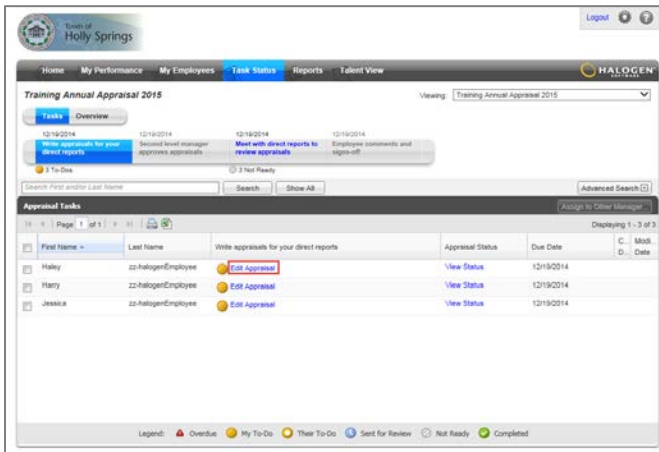 Town of
Holly Springs
Logout
Home My Performance My Employees Task Status Reports Talent View HALOGEN SOFTWARE
Training Annual Appraisal 2015 Viewing: Training Annual Appraisal 2015
Tasks Overview
12/19/2014 12/19/2014 12/19/2014 12/19/2014
Write appraisals for your direct reports Second level manager approves appraisals Meet with direct reports to review appraisals Employee comments and signs-off
3 To-Dos 3 Not Ready
Search First and/or Last Name Search Show All Advanced Search
Appraisal Tasks Assign to Other Manager...
Page 1 of 1 Displaying 1 - 3 of 3
First Name Last Name Write appraisals for your direct reports Appraisal Status Due Date C... D... Modi... Date
Haley zz-halogenEmployee Edit Appraisal View Status 12/19/2014
Harry zz-halogenEmployee Edit Appraisal View Status 12/19/2014
Jessica zz-halogenEmployee Edit Appraisal View Status 12/19/2014
Legend: Overdue My To-Do Their To-Do Sent for Review Not Ready Completed